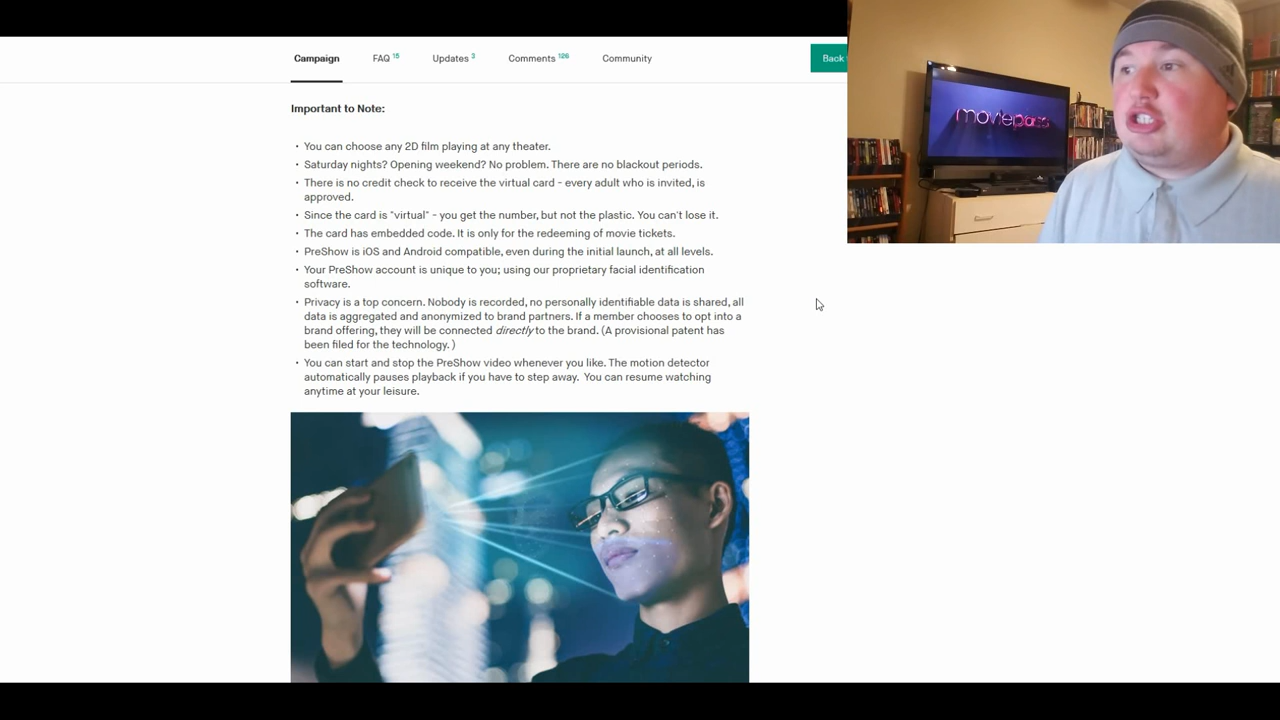 Campaign FAQ 15 Updates 3 Comments 126 Community Back
Important to Note:
• You can choose any 2D film playing at any theater.
• Saturday nights? Opening weekend? No problem. There are no blackout periods.
• There is no credit check to receive the virtual card - every adult who is invited, is
approved.
• Since the card is "virtual" - you get the number, but not the plastic. You can't lose it.
• The card has embedded code. It is only for the redeeming of movie tickets.
• PreShow is iOS and Android compatible, even during the initial launch, at all levels.
• Your PreShow account is unique to you; using our proprietary facial identification
software.
• Privacy is a top concern. Nobody is recorded, no personally identifiable data is shared, all
data is aggregated and anonymized to brand partners. If a member chooses to opt into a
brand offering, they will be connected directly to the brand. (A provisional patent has
been filed for the technology. )
• You can start and stop the PreShow video whenever you like. The motion detector
automatically pauses playback if you have to step away. You can resume watching
anytime at your leisure.
moviepass